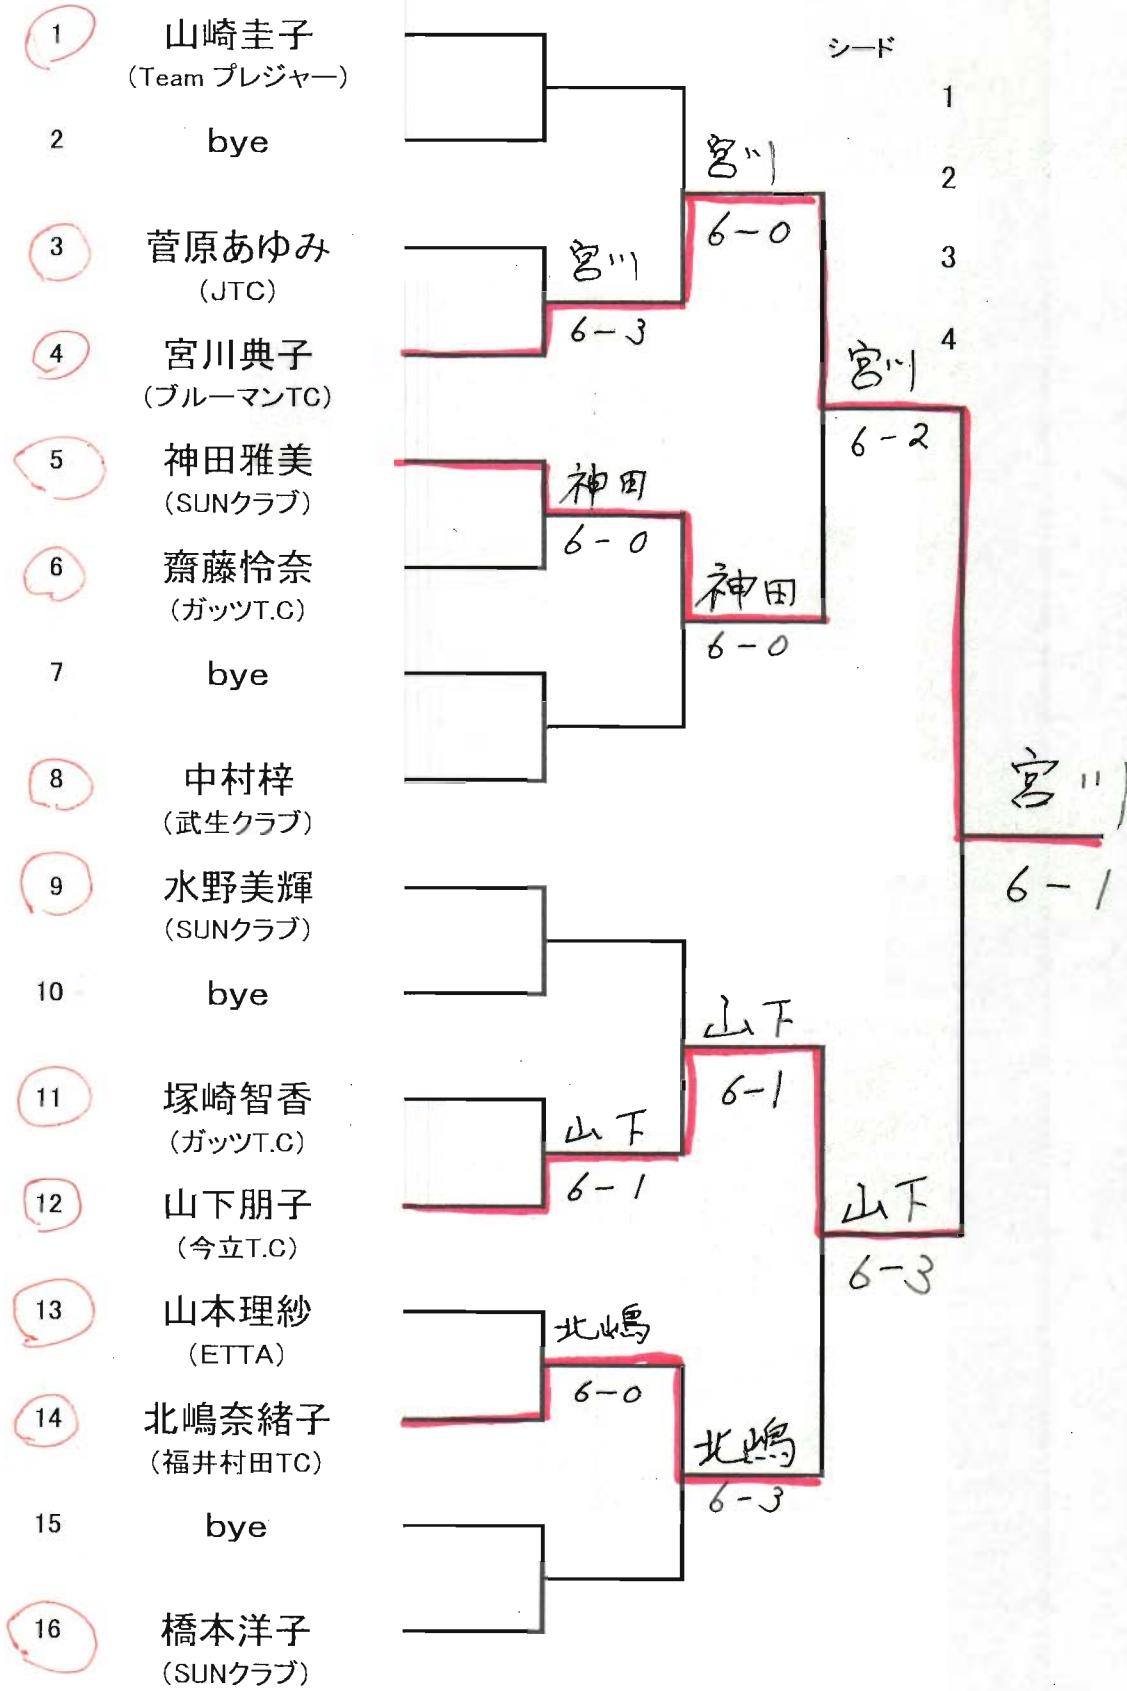 1 山崎圭子
(Team プレジャー)
2 bye
3 菅原あゆみ
(JTC)
4 宮川典子
(ブルーマンTC)
5 神田雅美
(SUNクラブ)
6 齋藤怜奈
(ガッツT.C)
7 bye
8 中村梓
(武生クラブ)
9 水野美輝
(SUNクラブ)
10 bye
11 塚崎智香
(ガッツT.C)
12 山下朋子
(今立T.C)
13 山本理紗
(ETTA)
14 北嶋奈緒子
(福井村田TC)
15 bye
16 橋本洋子
(SUNクラブ)
宮川
6-3
神田
6-0
山下
6-1
北嶋
6-0
宮川
6-0
神田
6-0
山下
6-1
北嶋
6-3
宮川
6-2
山下
6-3
宮川
6-1
シード
1
2
3
4